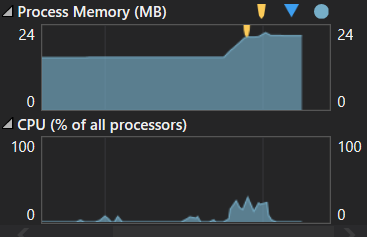 Process Memory (MB)
24 24
0 0
CPU (% of all processors)
100 100
0 0